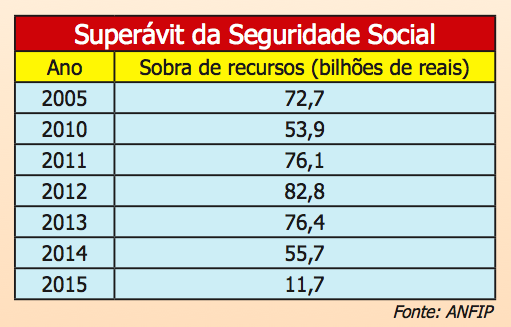 Superávit da Seguridade Social
Ano Sobra de recursos (bilhões de reais)
2005 72,7
2010 53,9
2011 76,1
2012 82,8
2013 76,4
2014 55,7
2015 11,7
Fonte: ANFIP